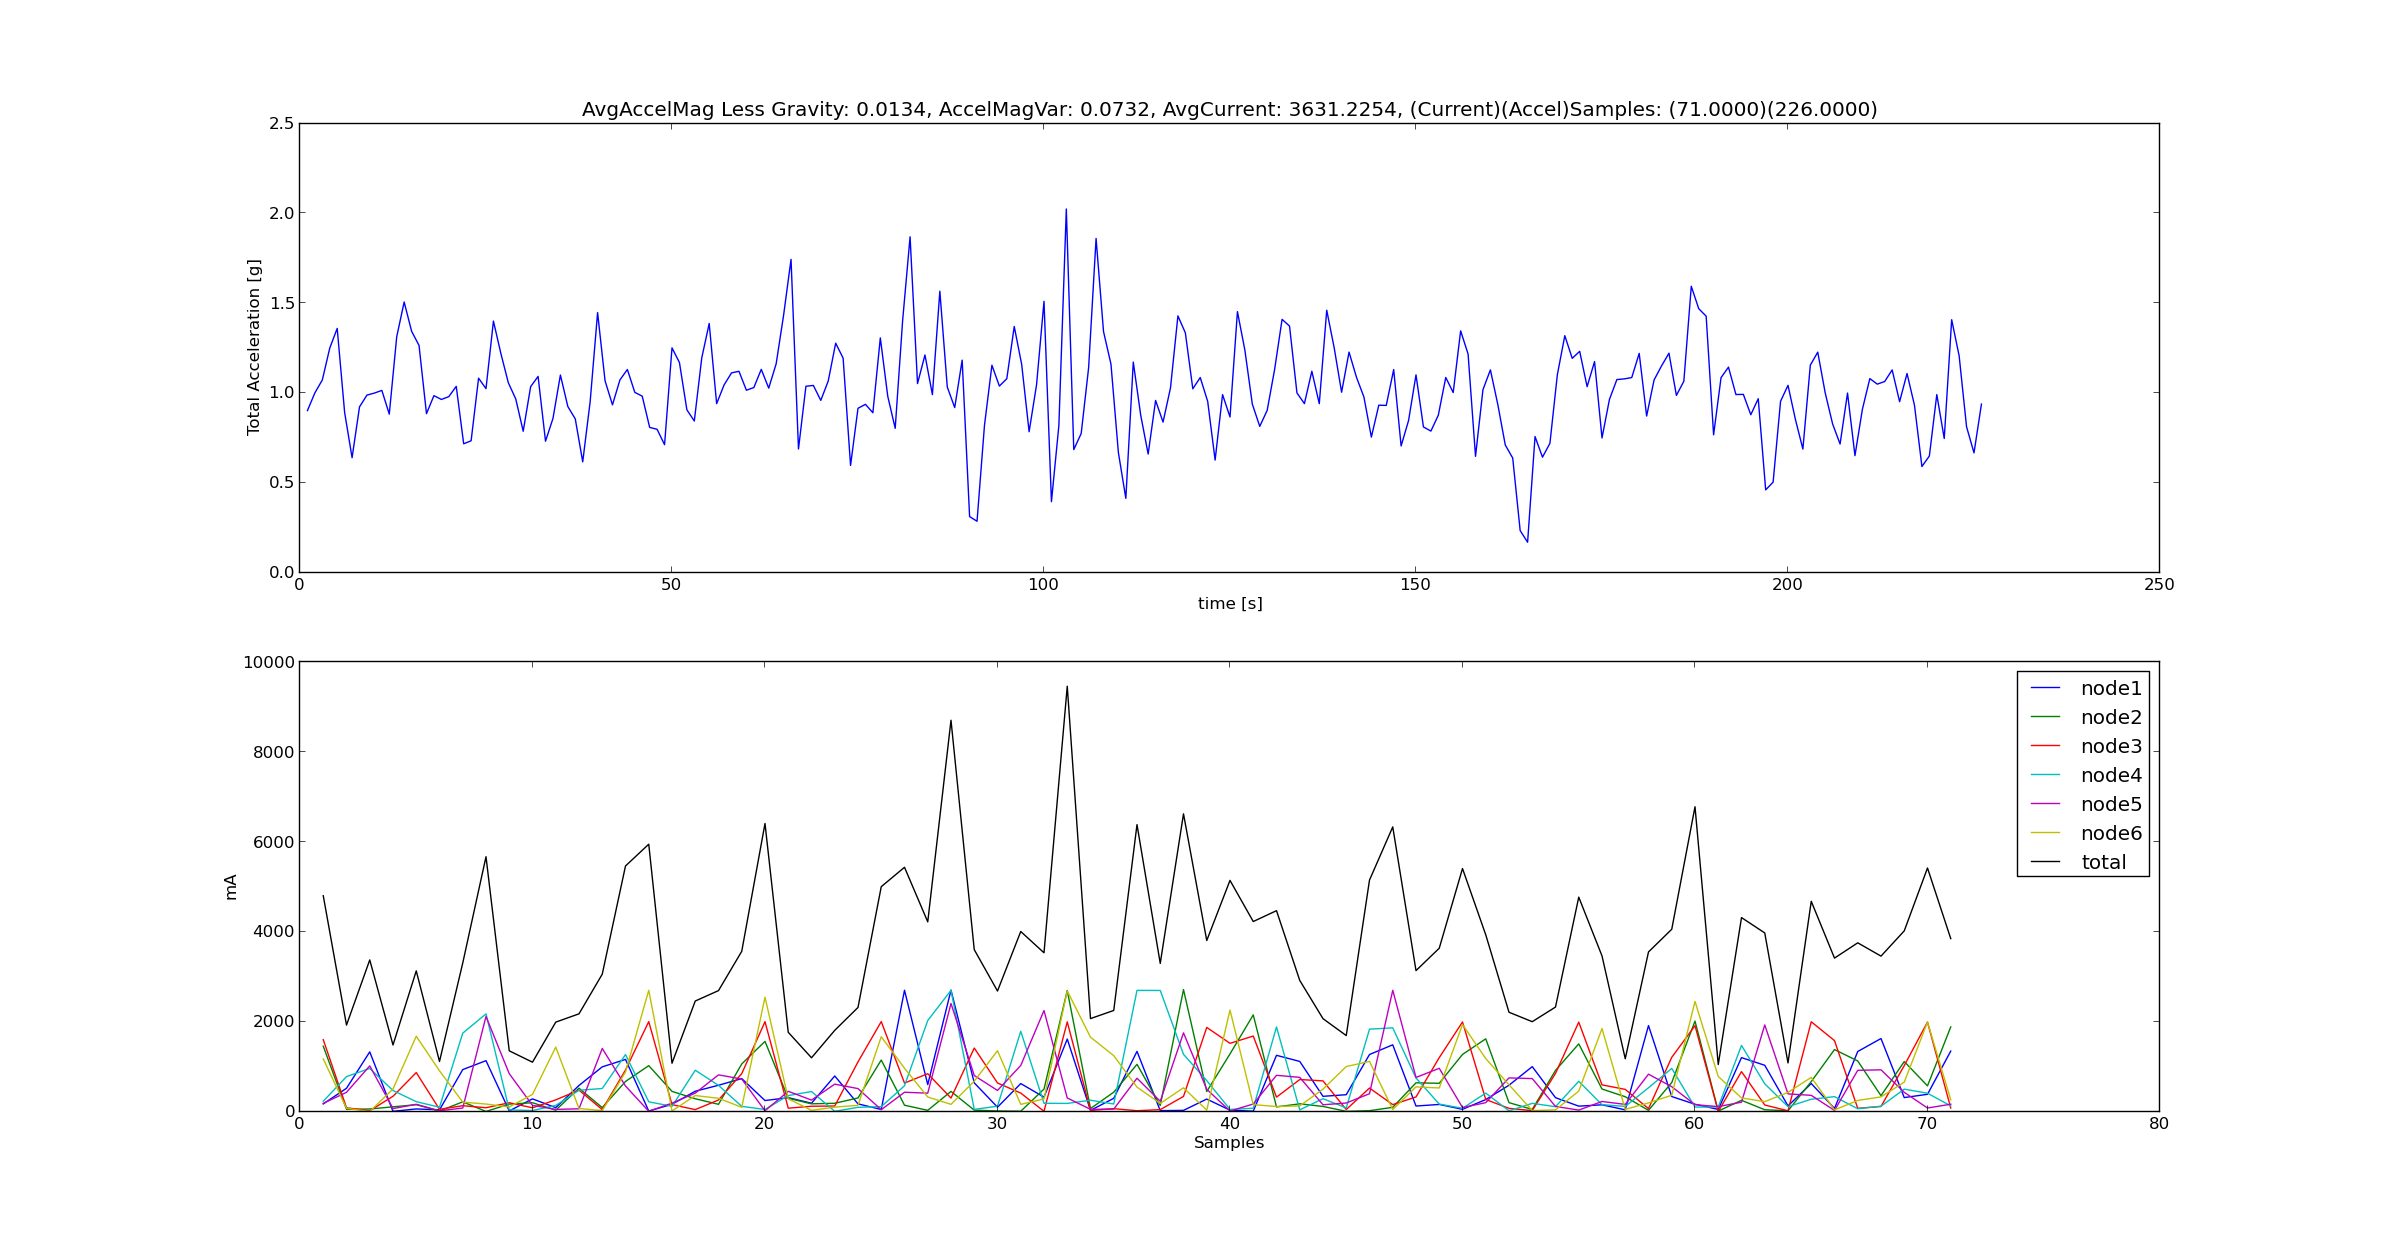 AvgAccelMag Less Gravity: 0.0134, AccelMagVar: 0.0732, AvgCurrent: 3631.2254, (Current)(Accel)Samples: (71.0000)(226.0000)
2.5
2.0
1.5
1.0
0.5
0.0
Total Acceleration [g]
0 50 100 150 200 250
time [s]
10000
8000
6000
4000
2000
0
mA
node1
node2
node3
node4
node5
node6
total
0 10 20 30 40 50 60 70 80
Samples